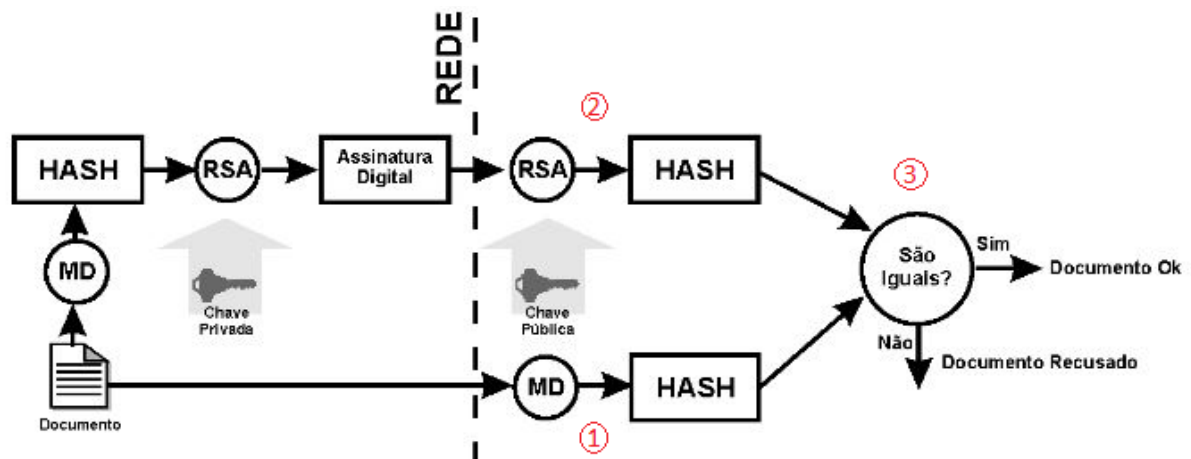 REDE
②
HASH
RSA
Assinatura
Digital
RSA
HASH
③
MD
São
Iguais?
Sim
Documento Ok
Chave
Privada
Chave
Pública
Não
Documento Recusado
MD
HASH
Documento
①